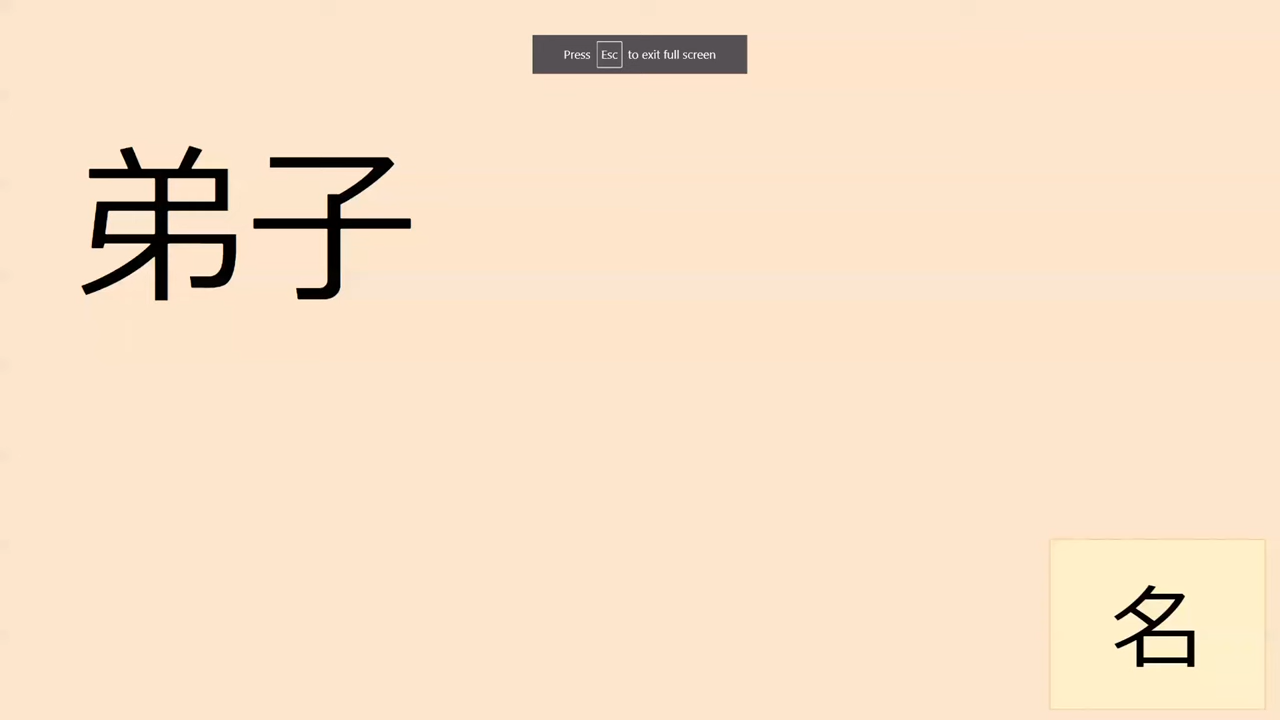 Press Esc to exit full screen
弟子
名